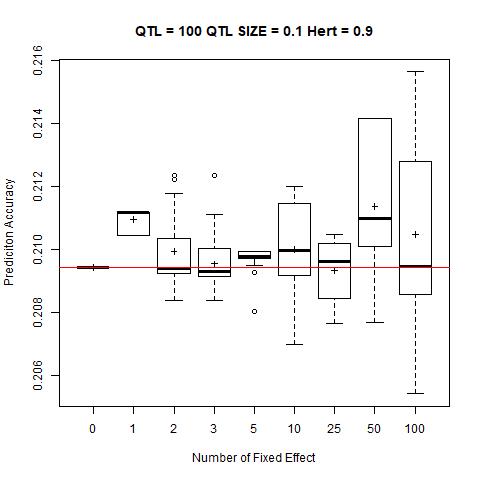 QTL = 100 QTL SIZE = 0.1 Hert = 0.9
0.216
0.214
0.212
0.210
0.208
0.206
Prediciton Accuracy
0 1 2 3 5 10 25 50 100
Number of Fixed Effect